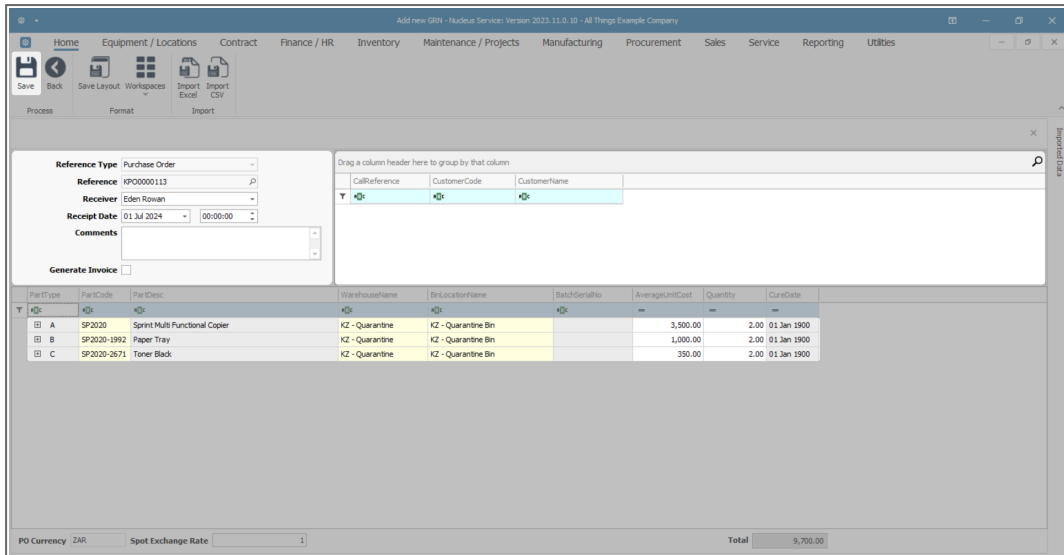 Add new GRN - Nucleus Service: Version 2023.11.0.10 - All Things Example Company
Home Equipment / Locations Contract Finance / HR Inventory Maintenance / Projects Manufacturing Procurement Sales Service Reporting Utilities
Save Back Save Layout Workspaces Import Excel Import CSV
Process Format Import
Imported Data
Reference Type Purchase Order
Reference KPO0000113
Receiver Eden Rowan
Receipt Date 01 Jul 2024 00:00:00
Comments
Generate Invoice
Drag a column header here to group by that column
CallReference CustomerCode CustomerName
PartType PartCode PartDesc WarehouseName BinLocationName BatchSerialNo AverageUnitCost Quantity CureDate
A SP2020 Sprint Multi Functional Copier KZ - Quarantine KZ - Quarantine Bin 3,500.00 2.00 01 Jan 1900
B SP2020-1992 Paper Tray KZ - Quarantine KZ - Quarantine Bin 1,000.00 2.00 01 Jan 1900
C SP2020-2671 Toner Black KZ - Quarantine KZ - Quarantine Bin 350.00 2.00 01 Jan 1900
PO Currency ZAR Spot Exchange Rate 1 Total 9,700.00